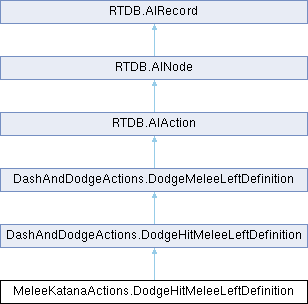 RTDB.AIRecord
RTDB.AINode
RTDB.AIAction
DashAndDodgeActions.DodgeMeleeLeftDefinition
DashAndDodgeActions.DodgeHitMeleeLeftDefinition
MeleeKatanaActions.DodgeHitMeleeLeftDefinition